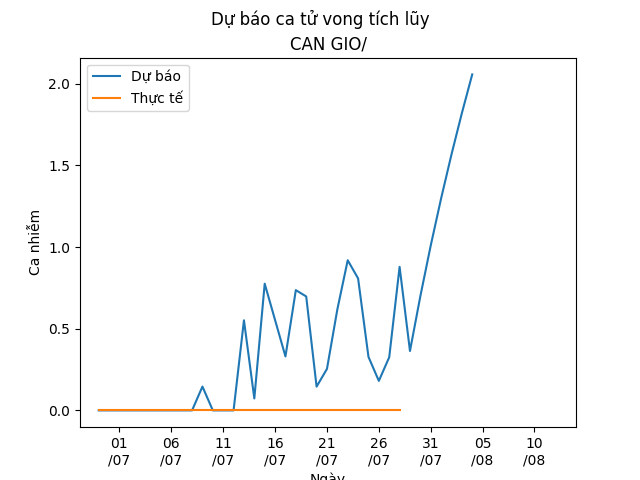 Dự báo ca tử vong tích lũy
CAN GIO/
Dự báo
Thực tế
Ca nhiễm
2.0
1.5
1.0
0.5
0.0
01 06 11 16 21 26 31 05 10
/07 /07 /07 /07 /07 /07 /07 /08 /08
Ngày